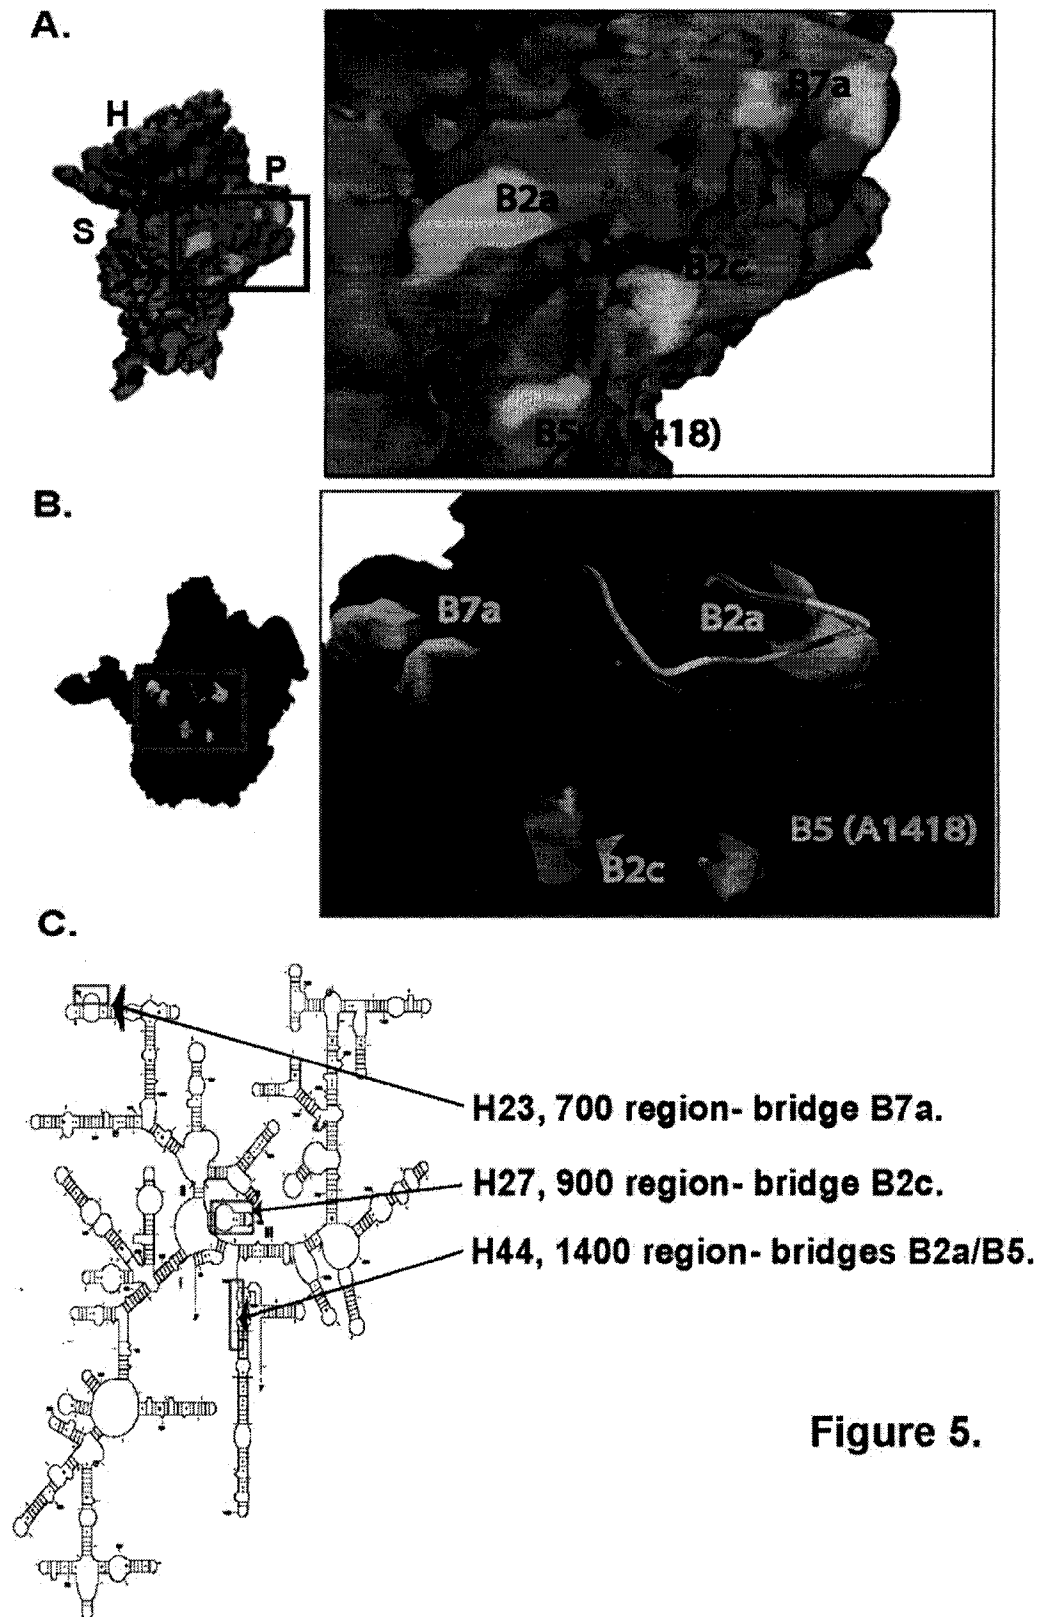 A.
H
P
S
B7a
B2a
B2c
B5 (A1418)
B.
B7a
B2a
B5 (A1418)
B2c
C.
H23, 700 region- bridge B7a.
H27, 900 region- bridge B2c.
H44, 1400 region- bridges B2a/B5.
Figure 5.